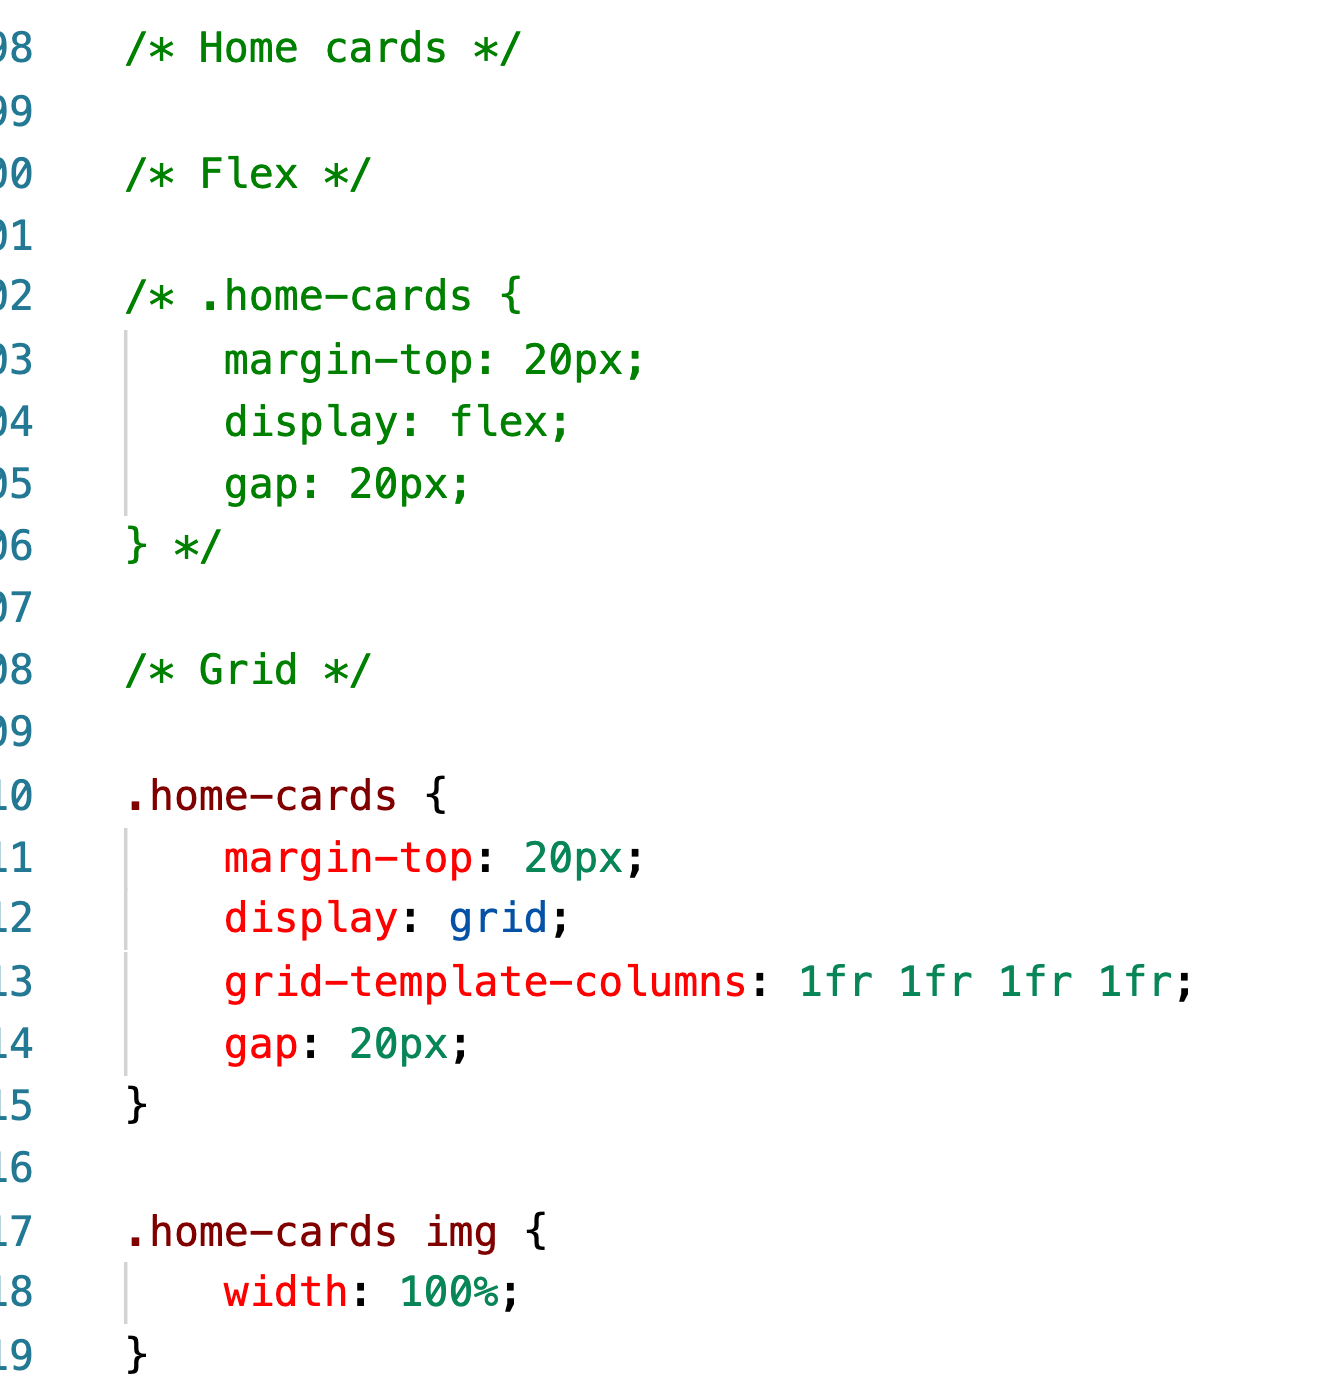 98 /* Home cards */
99
00 /* Flex */
01
02 /* .home-cards {
03 margin-top: 20px;
04 display: flex;
05 gap: 20px;
06 } */
07
08 /* Grid */
09
10 .home-cards {
11 margin-top: 20px;
12 display: grid;
13 grid-template-columns: 1fr 1fr 1fr 1fr;
14 gap: 20px;
15 }
16
17 .home-cards img {
18 width: 100%;
19 }